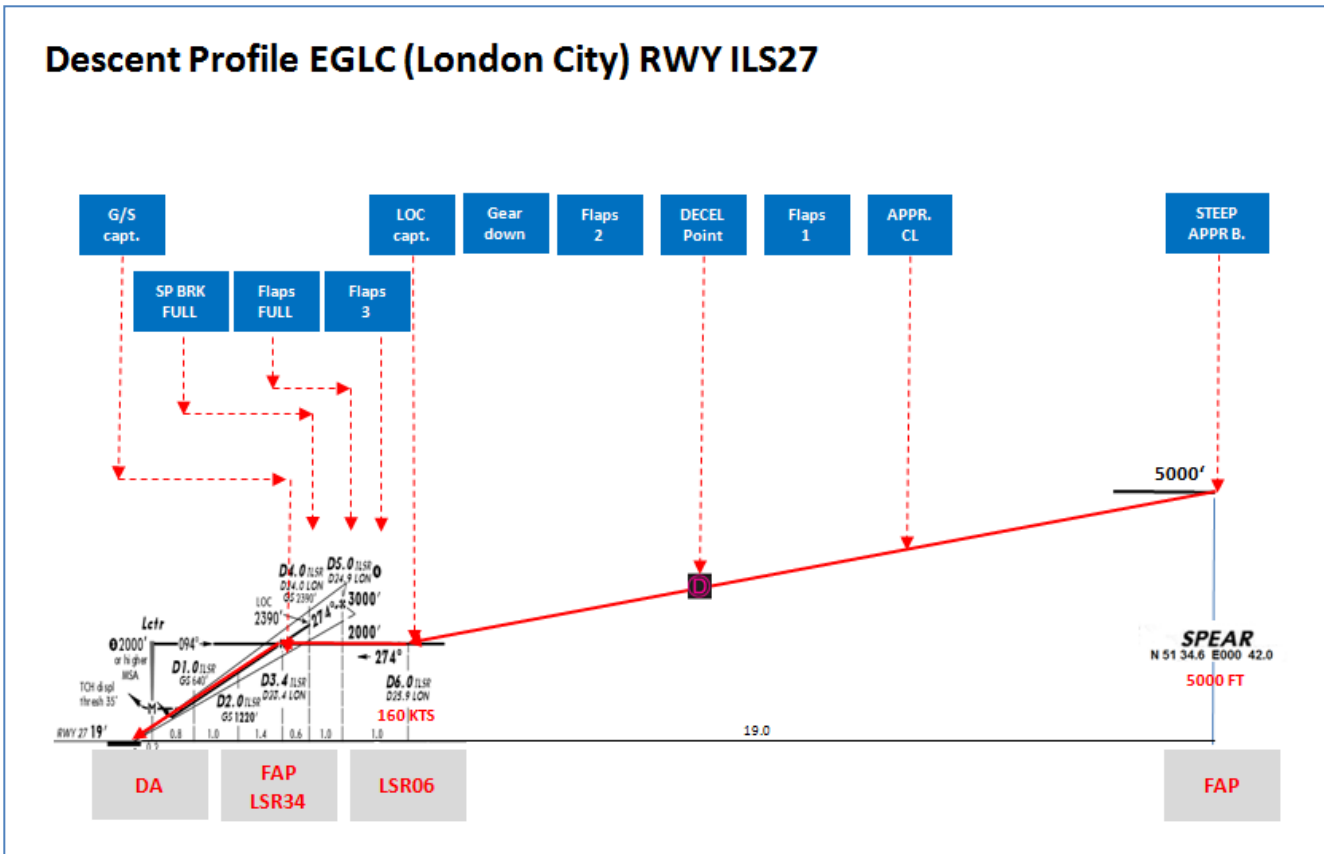 Descent Profile EGLC (London City) RWY ILS27
G/S
capt.
LOC
capt.
Gear
down
Flaps
2
DECEL
Point
Flaps
1
APPR.
CL
STEEP
APPR B.
SP BRK
FULL
Flaps
FULL
Flaps
3
5000‘
D
D5.0 ILSR
D24.9 LON
D4.0 ILSR
D24.0 LON
GS 2390'
LOC
2390'
274°
3000'
2000'
Lctr
2000'
or higher
MSA
094°
274°
D1.0 ILSR
GS 640'
TCH displ
thresh 35'
M
D2.0 ILSR
GS 1220'
D3.4 ILSR
D23.4 LON
D6.0 ILSR
D25.9 LON
160 KTS
SPEAR
N 51 34.6 E000 42.0
5000 FT
RWY 27 19'
0.8 1.0 1.4 0.6 1.0 1.0 19.0
DA
FAP
LSR34
LSR06
FAP